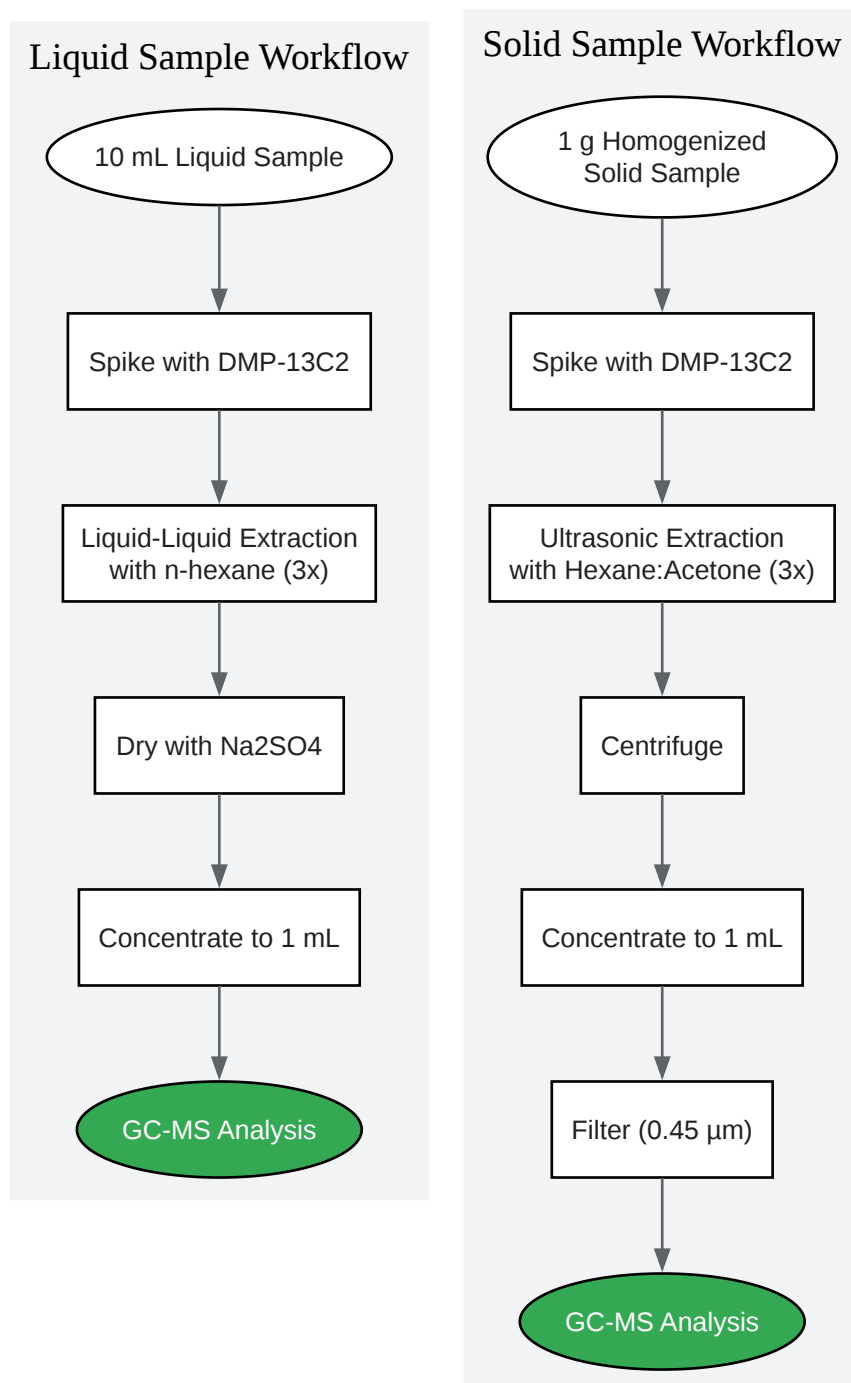 Liquid Sample Workflow
10 mL Liquid Sample
Spike with DMP-13C2
Liquid-Liquid Extraction
with n-hexane (3x)
Dry with Na2SO4
Concentrate to 1 mL
GC-MS Analysis
Solid Sample Workflow
1 g Homogenized
Solid Sample
Spike with DMP-13C2
Ultrasonic Extraction
with Hexane:Acetone (3x)
Centrifuge
Concentrate to 1 mL
Filter (0.45 µm)
GC-MS Analysis